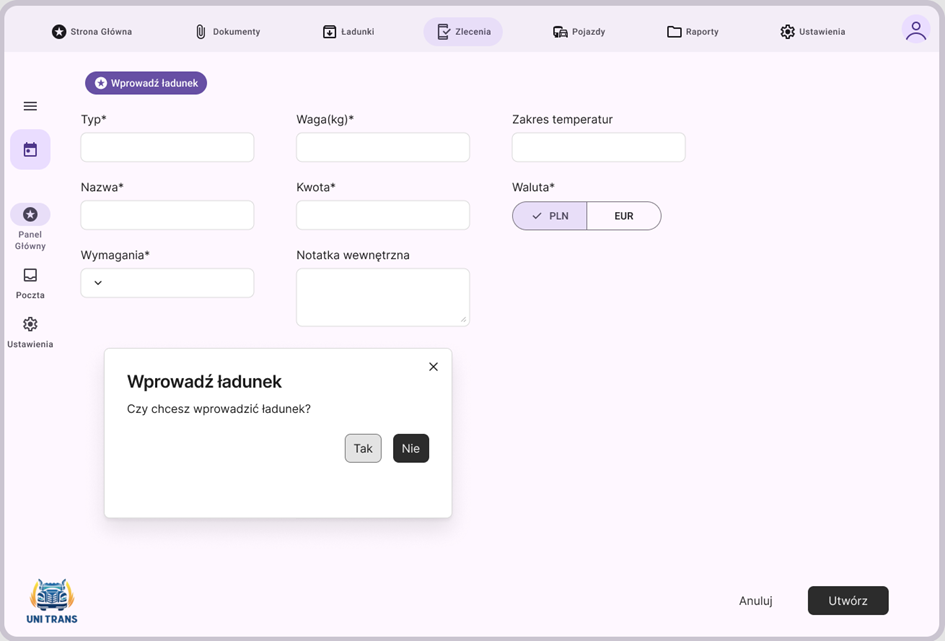 Strona Główna
Dokumenty
Ładunki
Zlecenia
Pojazdy
Raporty
Ustawienia
Wprowadź ładunek
Typ*
Waga(kg)*
Zakres temperatur
Nazwa*
Kwota*
Waluta*
PLN
EUR
Panel
Główny
Wymagania*
Notatka wewnętrzna
Poczta
Ustawienia
Wprowadź ładunek
Czy chcesz wprowadzić ładunek?
Tak
Nie
UNI TRANS
Anuluj
Utwórz